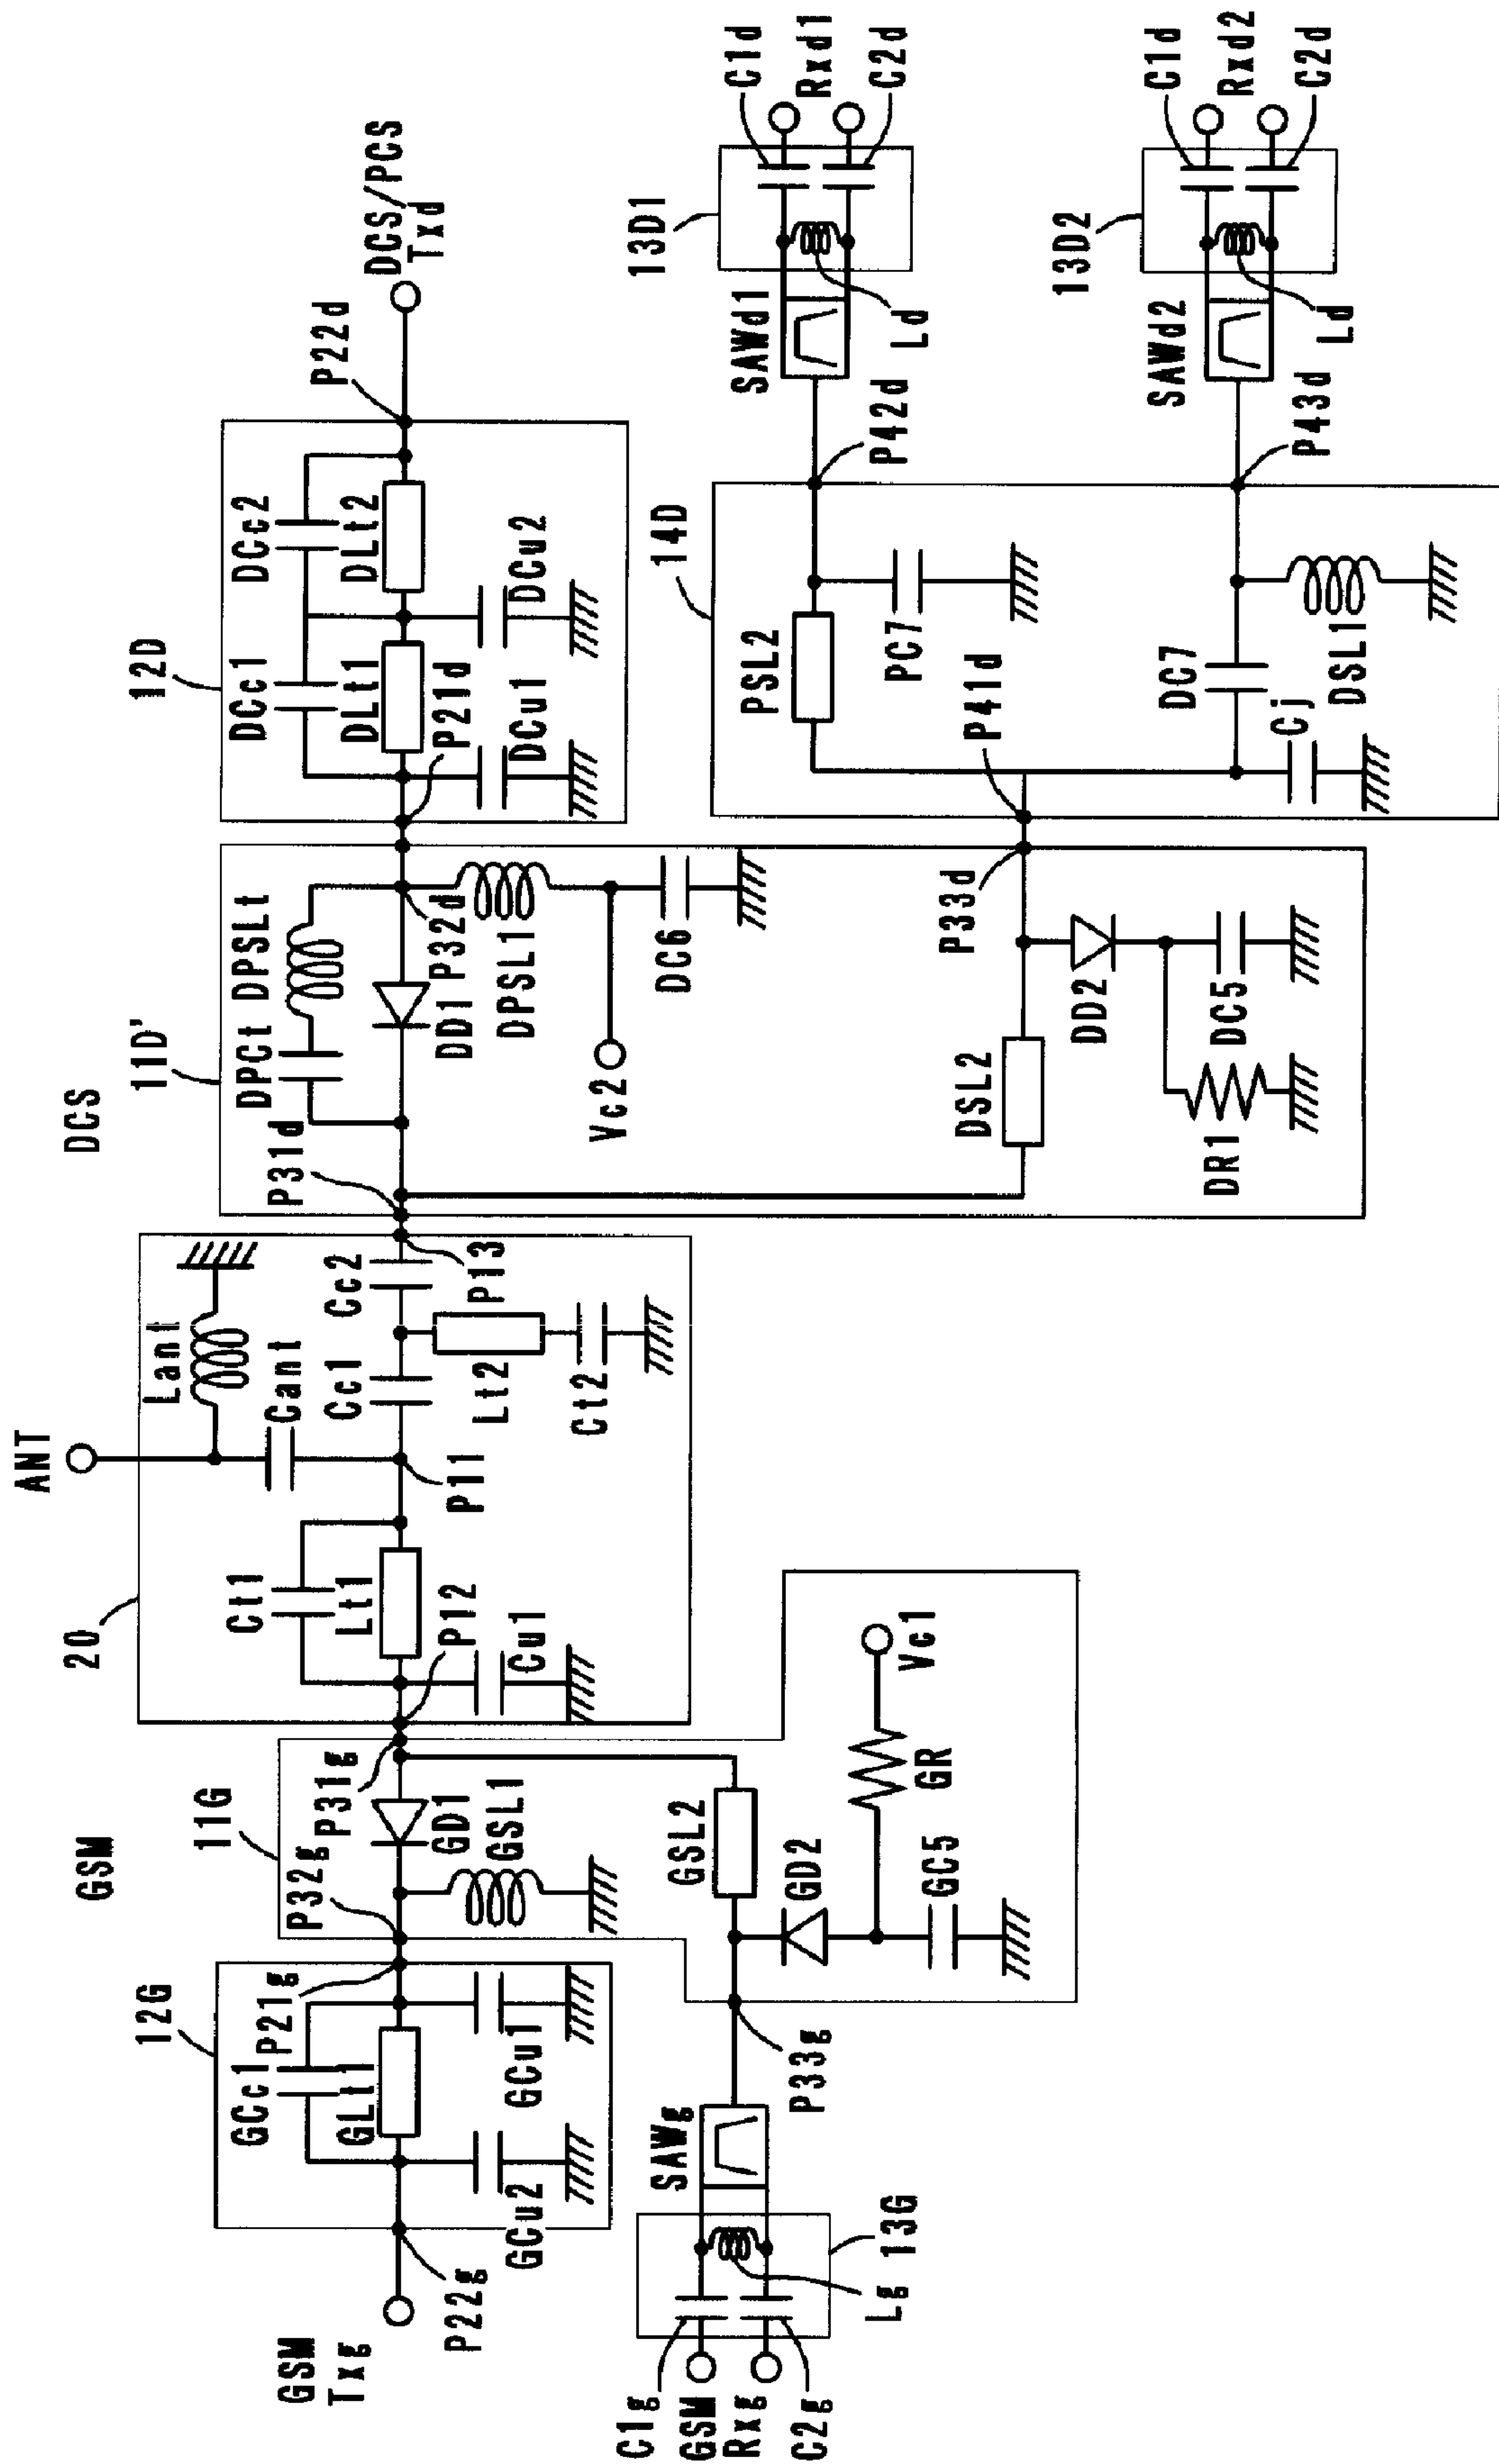 ANT
GSM
DCS
20
Lant
Cant
Ct1
Lt1
Cc1
Cc2
P11
P12
P13
Cu1
Lt2
Ct2
11G
P31g
P32g
GD1
GSL1
GSL2
GD2
GC5
GR
Vc1
P33g
12G
P21g
GCc1
GLt1
GCu1
GCu2
P22g
GSM
Txg
SAWg
13G
Lg
C1g
GSM
Rxg
C2g
11D'
P31d
DPCt
DPSLt
DD1
P32d
DPSL1
Vc2
DC6
DSL2
P33d
DD2
DC5
DR1
12D
DCc1
DLt1
P21d
DCu1
DCc2
DLt2
DCu2
P22d
DCS/PCS
Txd
14D
P41d
PSL2
PC7
P42d
DC7
Cj
DSL1
P43d
SAWd1
13D1
Ld
C1d
Rxd1
C2d
SAWd2
13D2
Ld
C1d
Rxd2
C2d